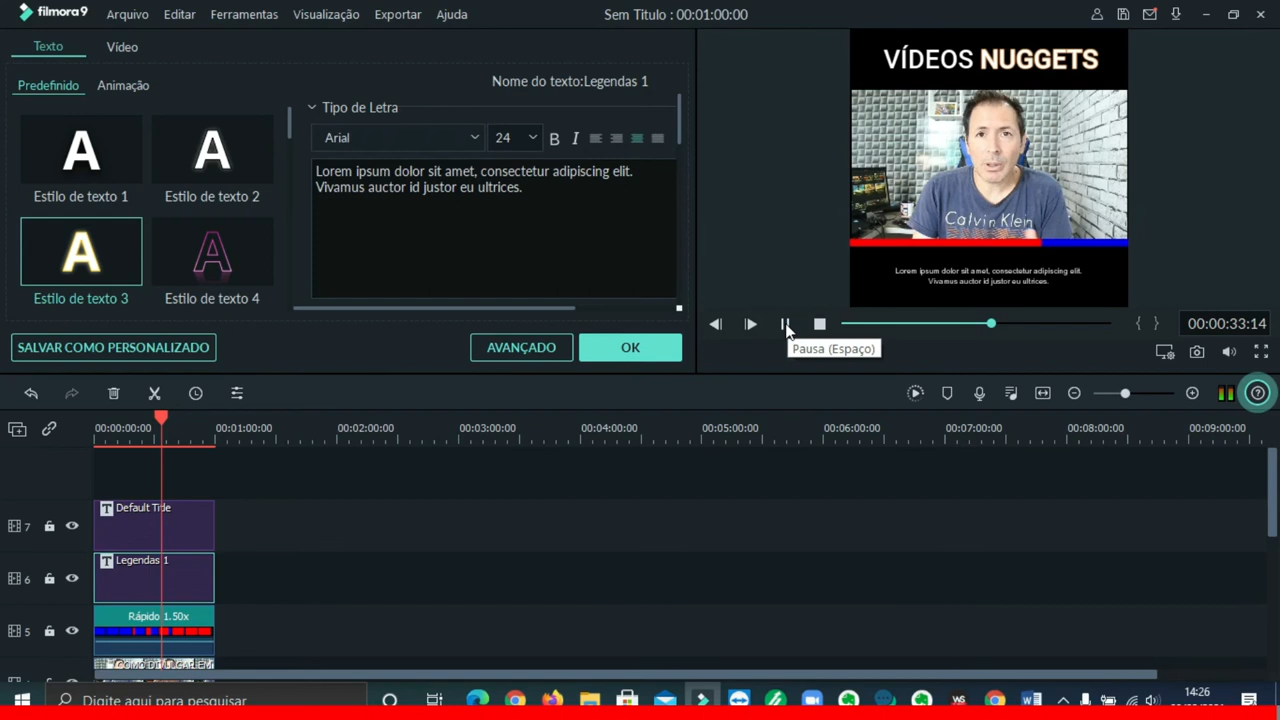 filmora9 Arquivo Editar Ferramentas Visualização Exportar Ajuda Sem Titulo : 00:01:00:00
Texto Vídeo
Predefinido Animação Nome do texto:Legendas 1
Tipo de Letra
Arial 24 B I
Lorem ipsum dolor sit amet, consectetur adipiscing elit.
Vivamus auctor id justor eu ultrices.
A A
Estilo de texto 1 Estilo de texto 2
A A
Estilo de texto 3 Estilo de texto 4
SALVAR COMO PERSONALIZADO AVANÇADO OK
VÍDEOS NUGGETS
Calvin Klein
Lorem ipsum dolor sit amet, consectetur adipiscing elit.
Vivamus auctor id justor eu ultrices.
{ } 00:00:33:14
Pausa (Espaço)
00:00:00:00 00:01:00:00 00:02:00:00 00:03:00:00 00:04:00:00 00:05:00:00 00:06:00:00 00:07:00:00 00:08:00:00 00:09:00:00
T Default Title
7
T Legendas 1
6
Rápido 1.50x
5
COMO DIVULGAR EM
Digite aqui para pesquisar
14:26